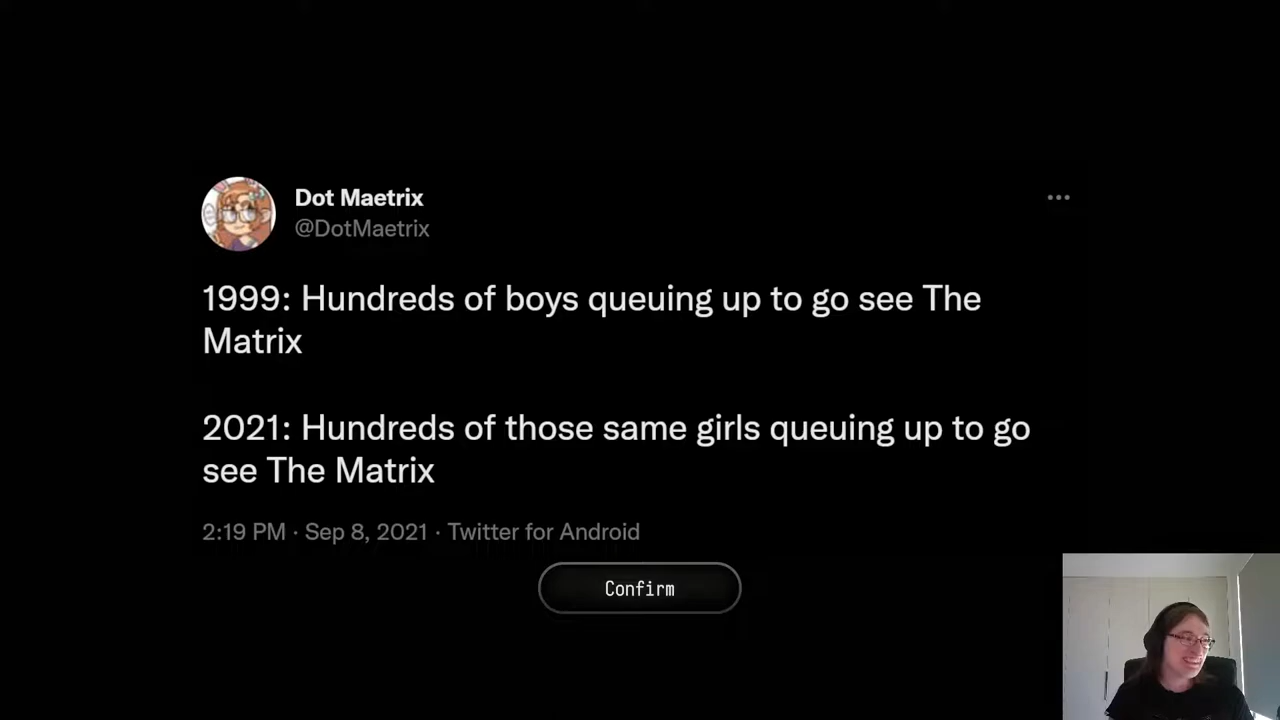 Dot Maetrix
@DotMaetrix
1999: Hundreds of boys queuing up to go see The
Matrix
2021: Hundreds of those same girls queuing up to go
see The Matrix
2:19 PM · Sep 8, 2021 · Twitter for Android
Confirm